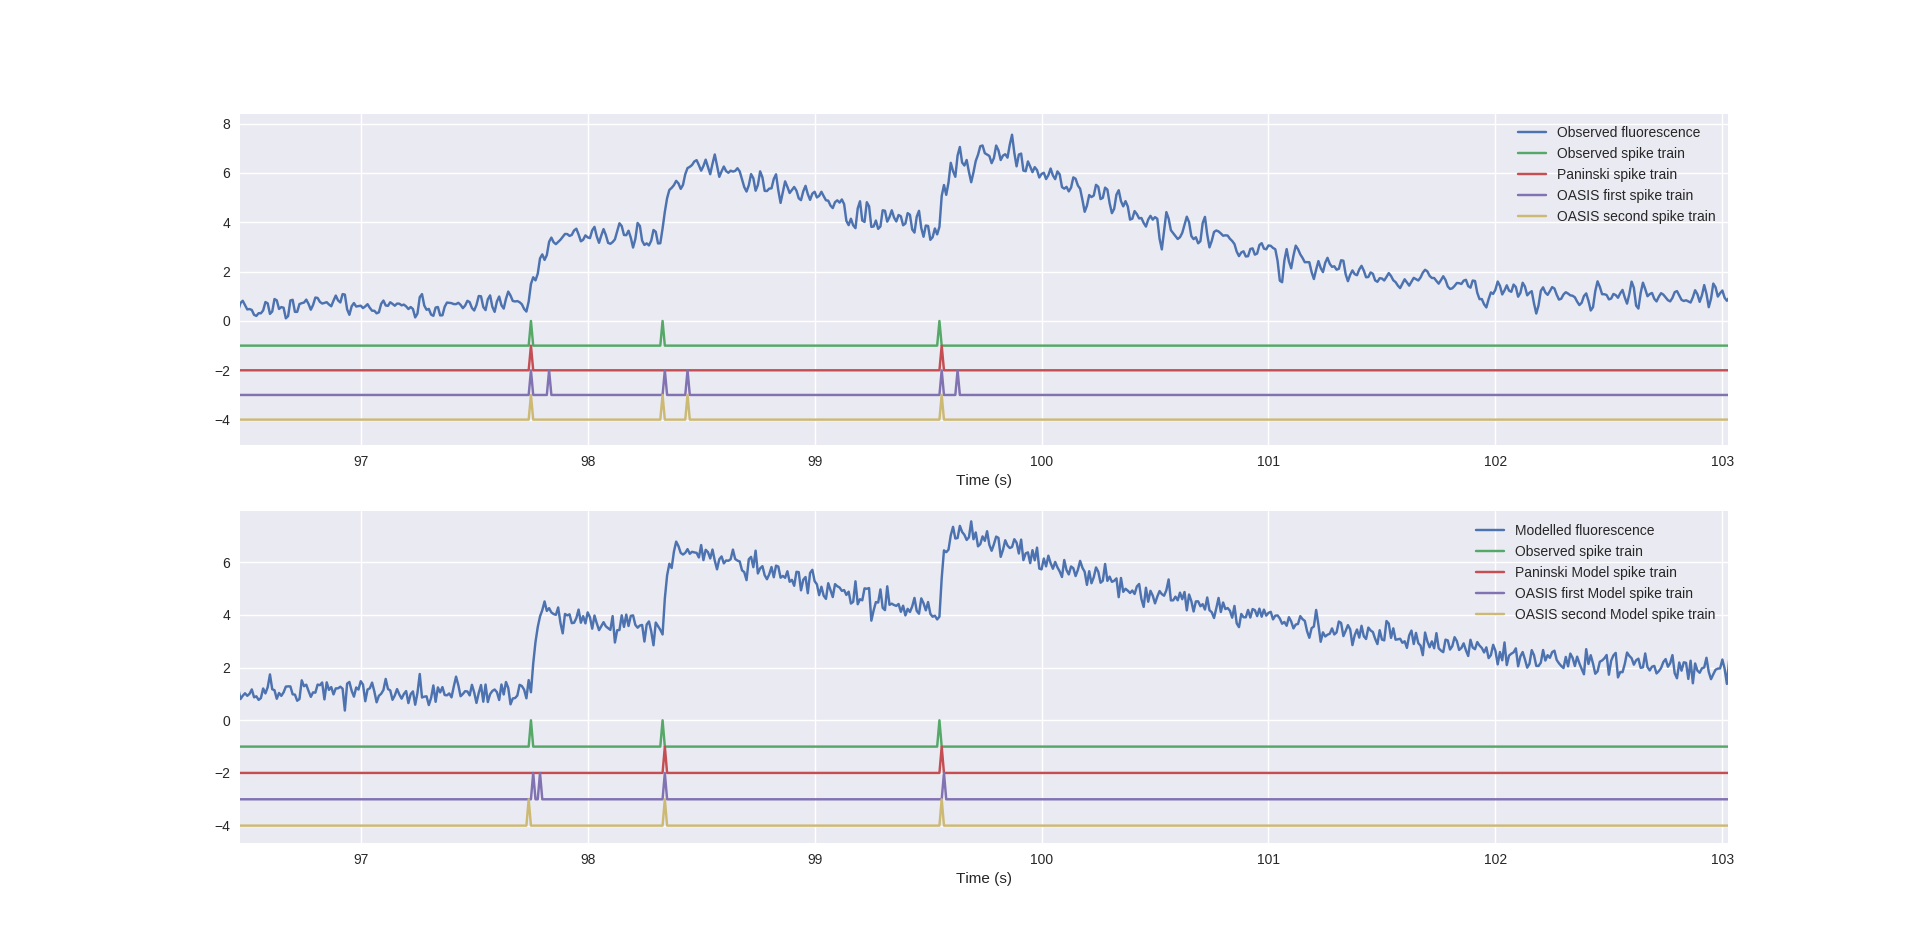 8
6
4
2
0
−2
−4
Observed fluorescence
Observed spike train
Paninski spike train
OASIS first spike train
OASIS second spike train
97 98 99 100 101 102 103
Time (s)
6
4
2
0
−2
−4
Modelled fluorescence
Observed spike train
Paninski Model spike train
OASIS first Model spike train
OASIS second Model spike train
97 98 99 100 101 102 103
Time (s)